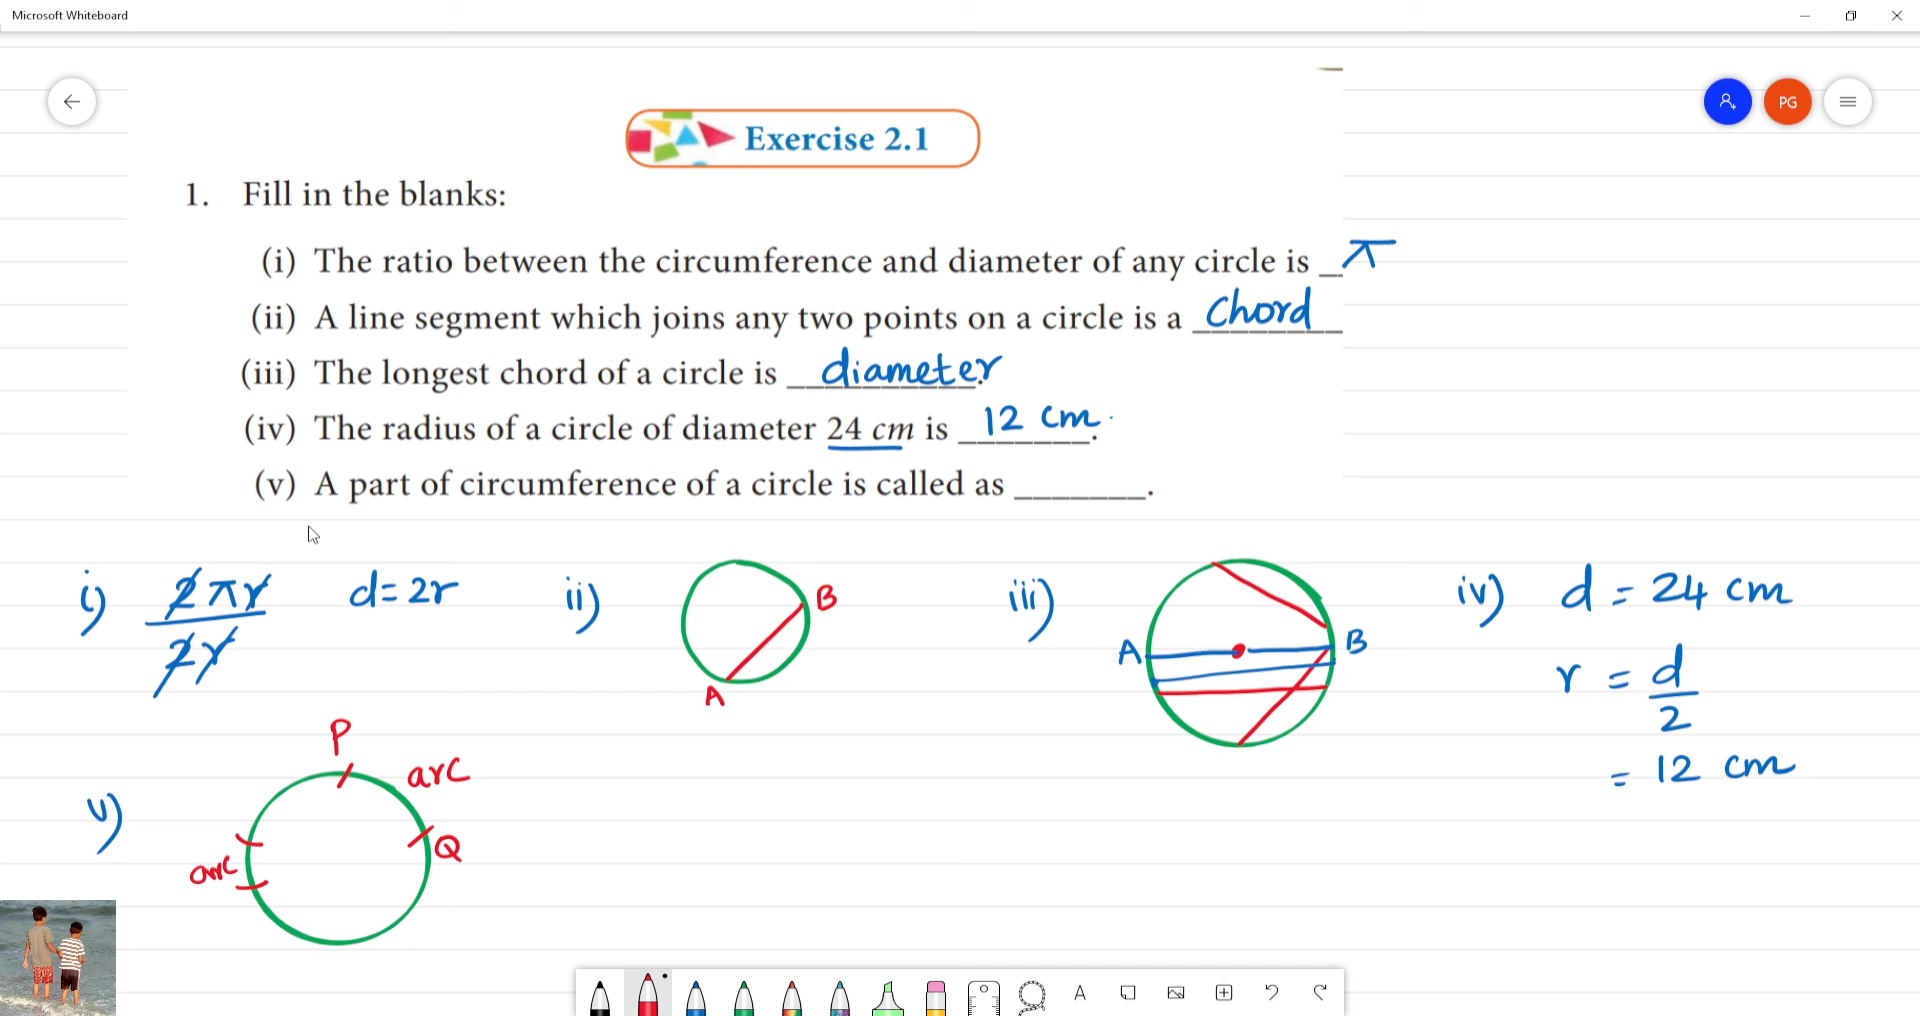 Microsoft Whiteboard
PG
Exercise 2.1
1. Fill in the blanks:
(i) The ratio between the circumference and diameter of any circle is __π
(ii) A line segment which joins any two points on a circle is a chord
(iii) The longest chord of a circle is diameter.
(iv) The radius of a circle of diameter 24 cm is 12 cm.
(v) A part of circumference of a circle is called as ________.
i) 2πr d=2r ii) B iii) iv) d = 24 cm
2r
A A B r = d
2
P
arc = 12 cm
v)
Q
arc
A